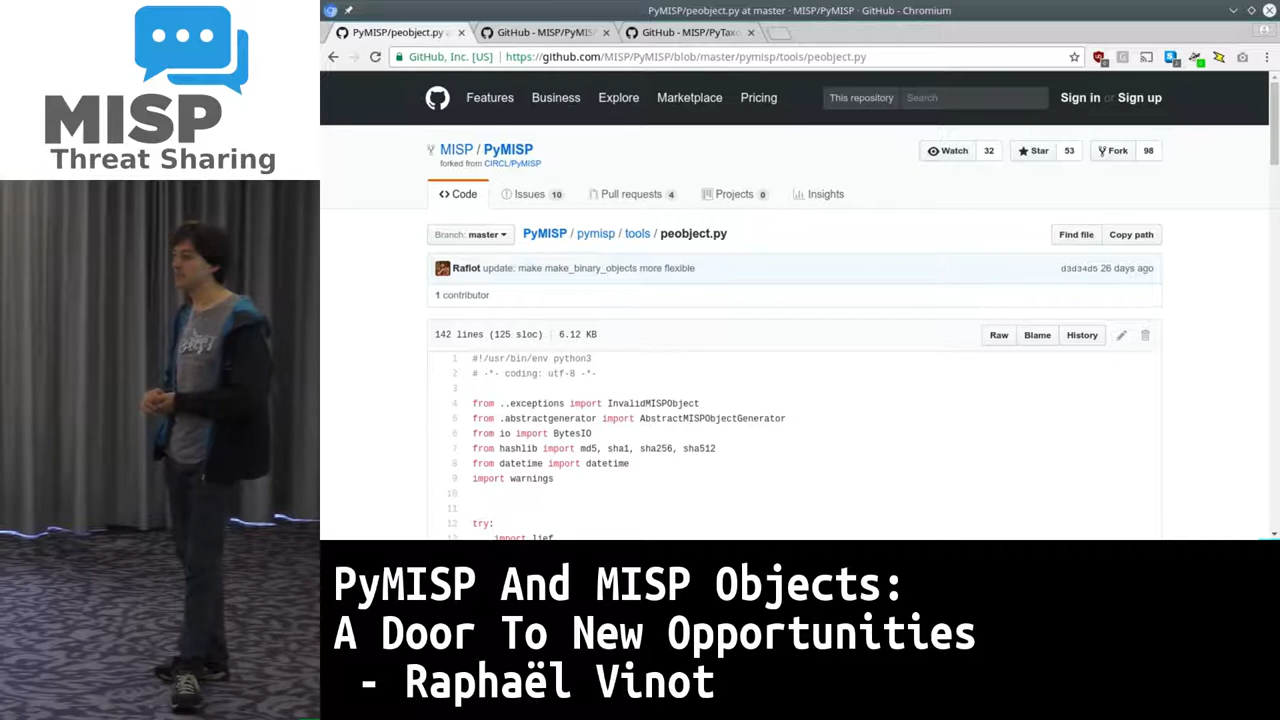 MISP
Threat Sharing
PyMISP/peobject.py at master · MISP/PyMISP · GitHub - Chromium
PyMISP/peobject.py a
GitHub - MISP/PyMIS
GitHub - MISP/PyTax
GitHub, Inc. [US] https://github.com/MISP/PyMISP/blob/master/pymisp/tools/peobject.py
Features Business Explore Marketplace Pricing This repository Search Sign in or Sign up
MISP / PyMISP
forked from CIRCL/PyMISP
Watch 32 Star 53 Fork 98
Code Issues 10 Pull requests 4 Projects 0 Insights
Branch: master PyMISP / pymisp / tools / peobject.py Find file Copy path
Rafiot update: make make_binary_objects more flexible d3d34d5 26 days ago
1 contributor
142 lines (125 sloc) 6.12 KB Raw Blame History
1 #!/usr/bin/env python3
2 # -*- coding: utf-8 -*-
3
4 from ..exceptions import InvalidMISPObject
5 from .abstractgenerator import AbstractMISPObjectGenerator
6 from io import BytesIO
7 from hashlib import md5, sha1, sha256, sha512
8 from datetime import datetime
9 import warnings
10
11
12 try:
13 import lief
PyMISP And MISP Objects:
A Door To New Opportunities
- Raphaël Vinot